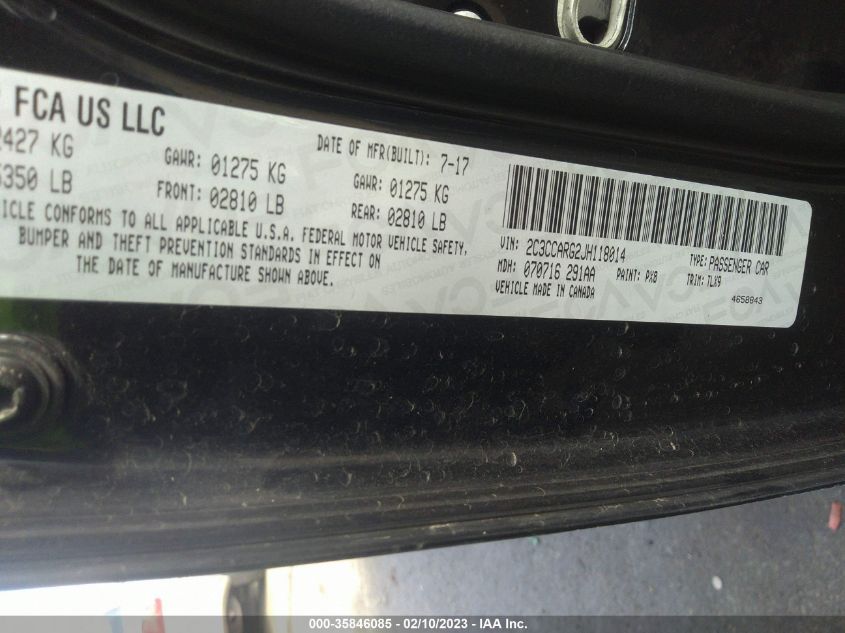 FCA US LLC
427 KG
350 LB
GAWR: 01275 KG
FRONT: 02810 LB
DATE OF MFR(BUILT): 7-17
GAWR: 01275 KG
REAR: 02810 LB
CONFORMS TO ALL APPLICABLE U.S.A. FEDERAL MOTOR VEHICLE SAFETY,
BUMPER AND THEFT PREVENTION STANDARDS IN EFFECT ON
THE DATE OF MANUFACTURE SHOWN ABOVE.
VIN: 2C3CCARG2JH118014 TYPE: PASSENGER CAR
MDH: 070716 291AA PAINT: PX8 TRIM: TLX9
VEHICLE MADE IN CANADA 4658843
000-35846085 - 02/10/2023 - IAA Inc.